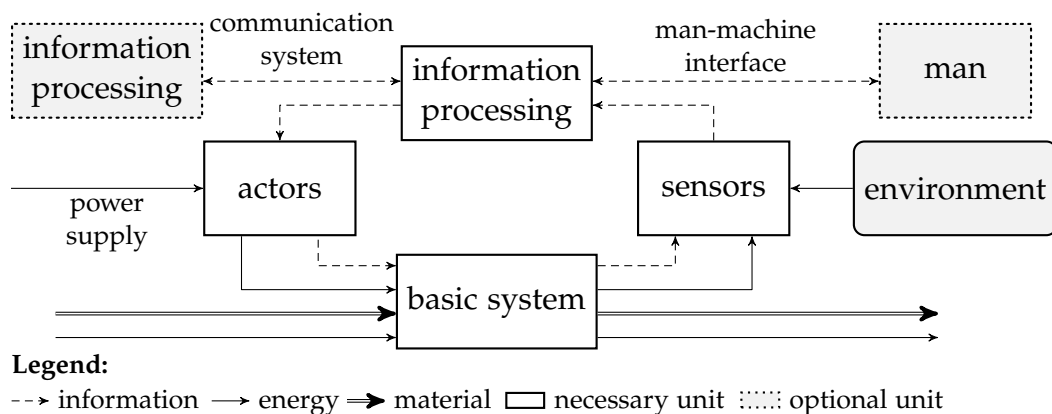 information
processing
communication
system
information
processing
man-machine
interface
man
actors
sensors
environment
power
supply
basic system
Legend:
information energy material necessary unit optional unit